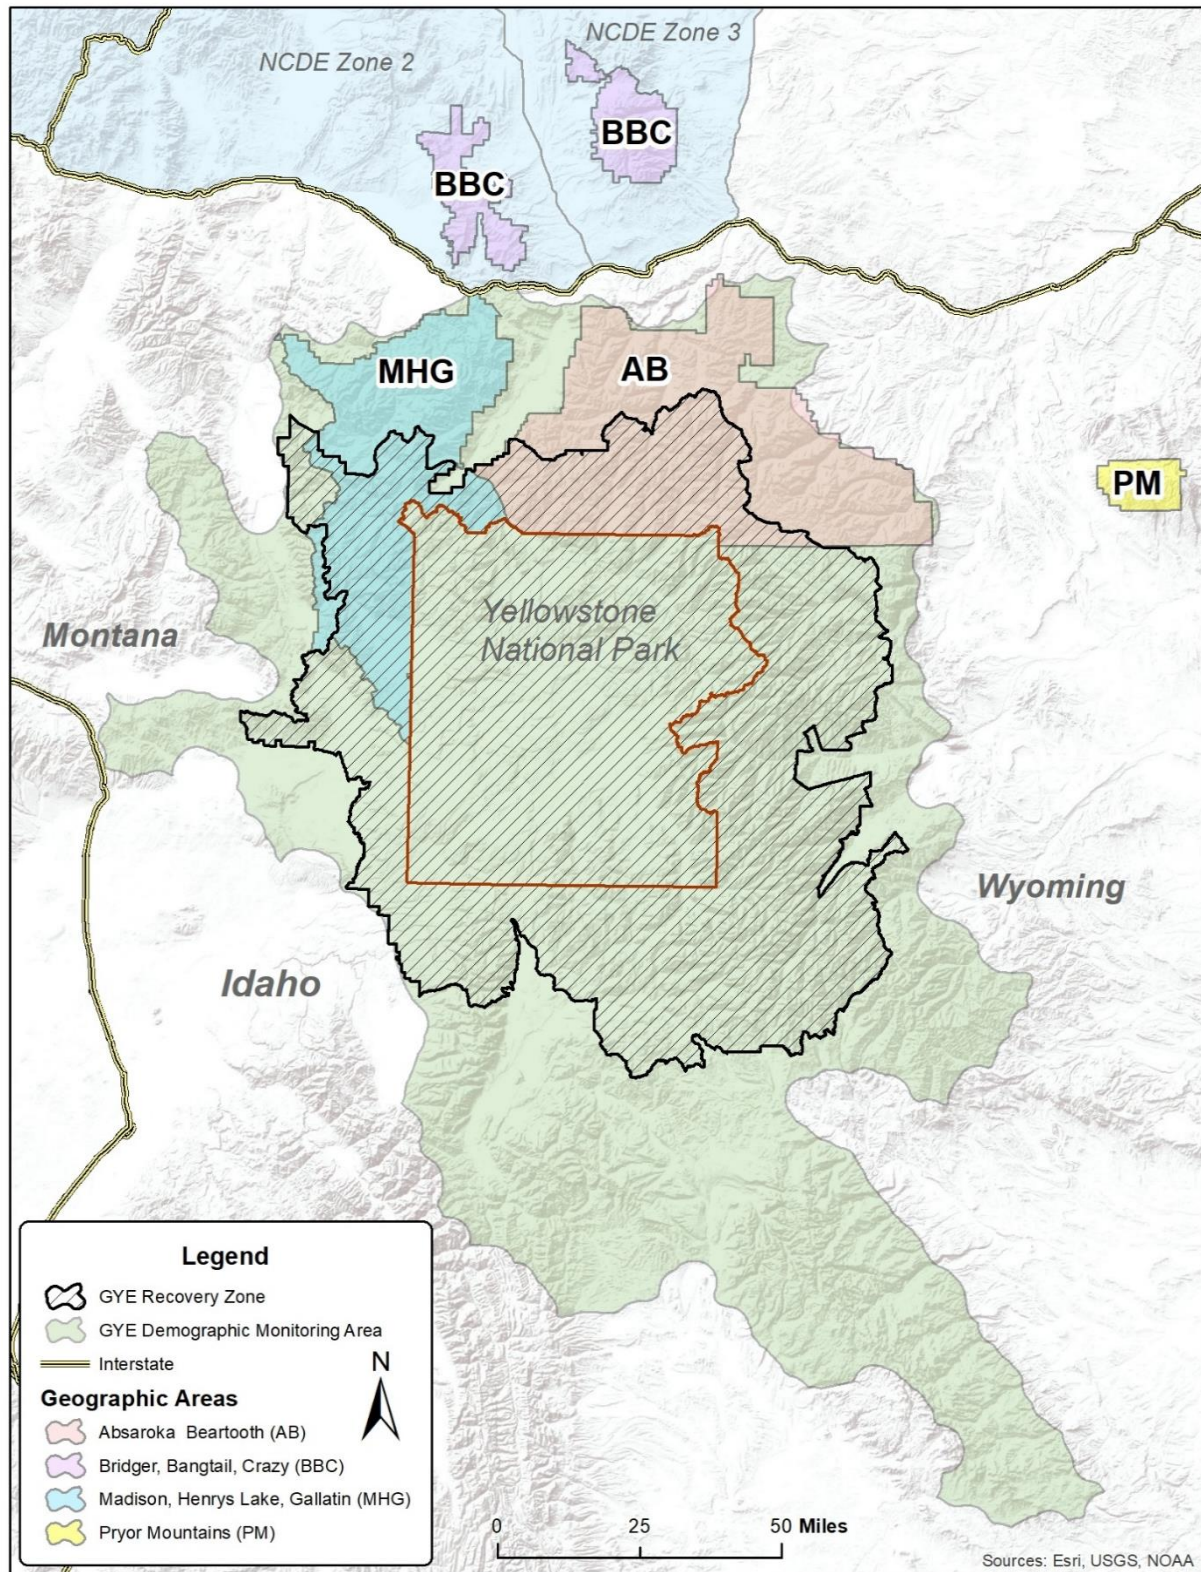 NCDE Zone 3
NCDE Zone 2
BBC
BBC
MHG
AB
PM
Yellowstone
National Park
Montana
Wyoming
Idaho
Legend
GYE Recovery Zone
GYE Demographic Monitoring Area
Interstate
N
Geographic Areas
Absaroka Beartooth (AB)
Bridger, Bangtail, Crazy (BBC)
Madison, Henrys Lake, Gallatin (MHG)
Pryor Mountains (PM)
0 25 50 Miles
Sources: Esri, USGS, NOAA